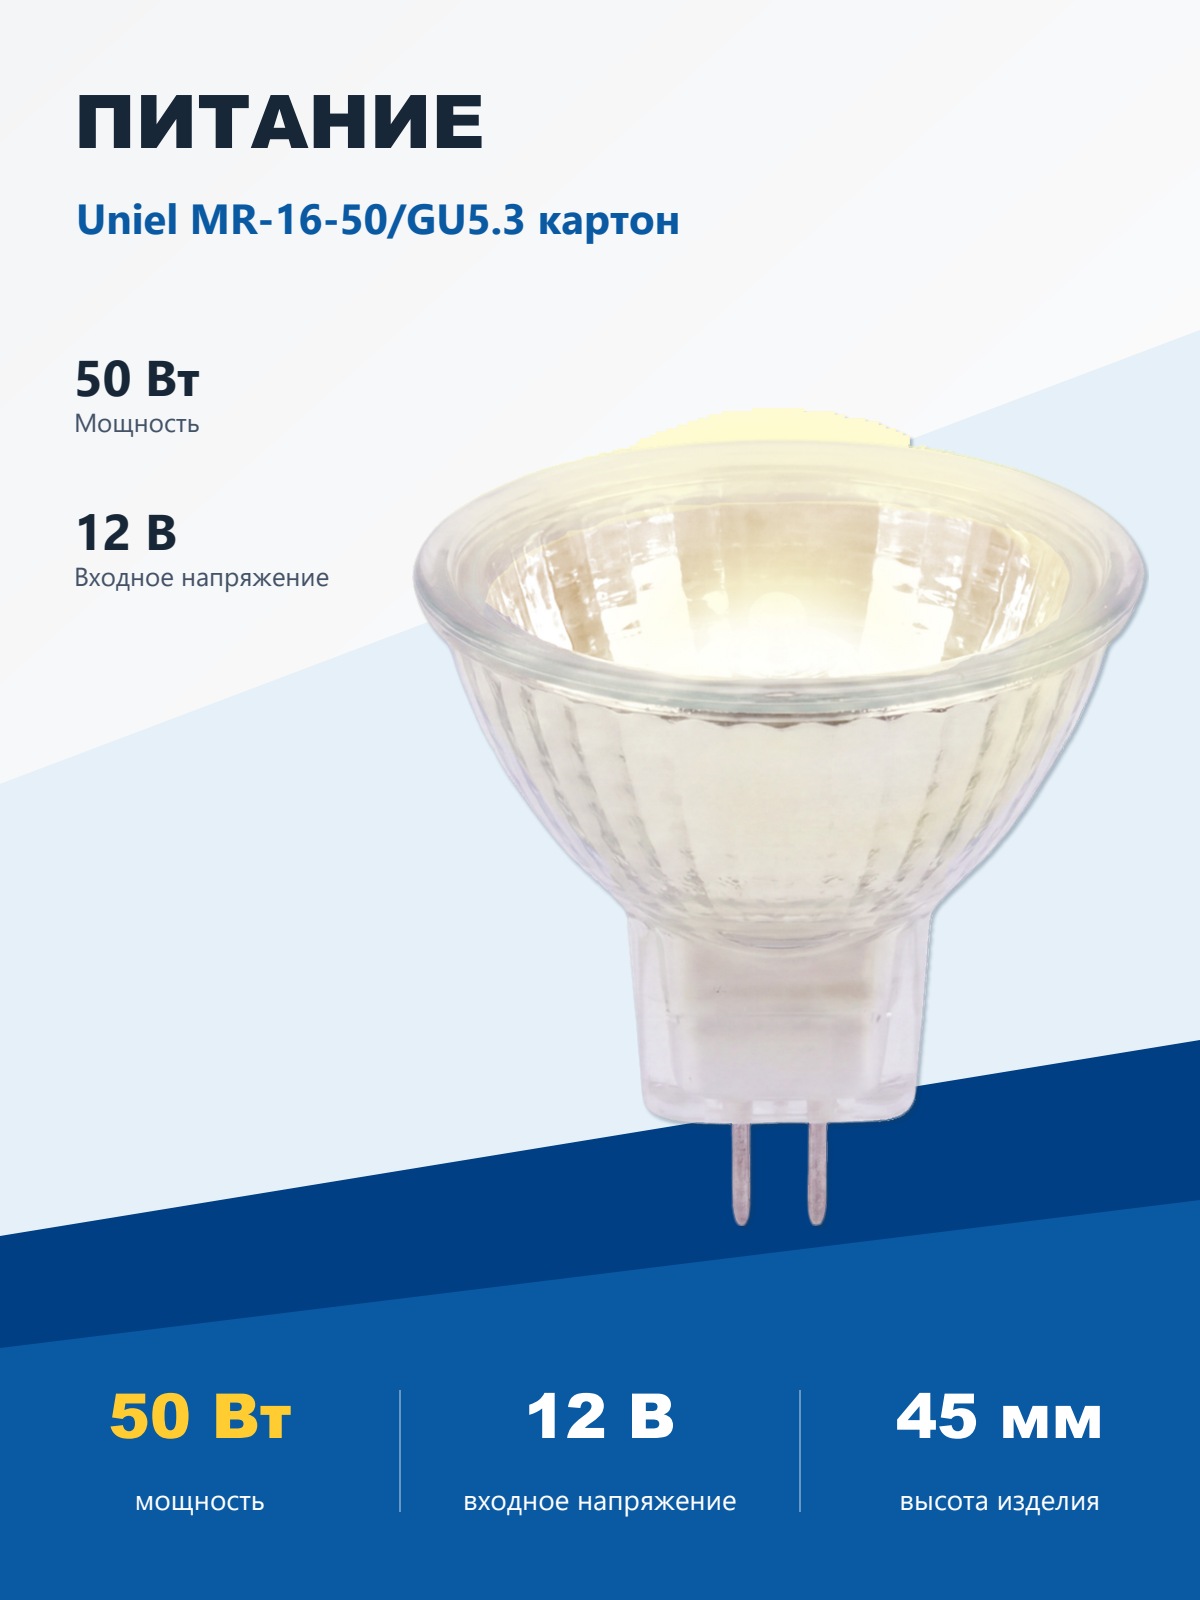 ПИТАНИЕ
Uniel MR-16-50/GU5.3 картон
50 Вт
Мощность
12 В
Входное напряжение
50 Вт
мощность
12 В
входное напряжение
45 мм
высота изделия